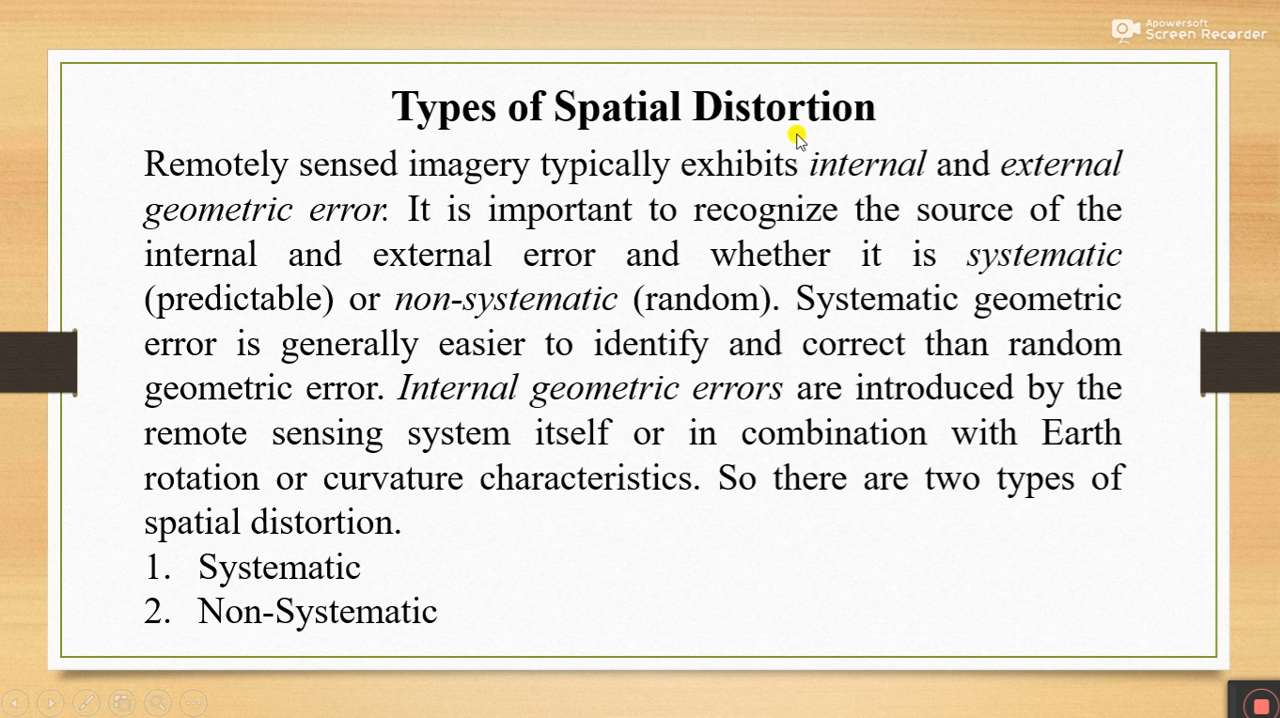 Apowersoft
Screen Recorder
Types of Spatial Distortion
Remotely sensed imagery typically exhibits internal and external
geometric error. It is important to recognize the source of the
internal and external error and whether it is systematic
(predictable) or non-systematic (random). Systematic geometric
error is generally easier to identify and correct than random
geometric error. Internal geometric errors are introduced by the
remote sensing system itself or in combination with Earth
rotation or curvature characteristics. So there are two types of
spatial distortion.
1. Systematic
2. Non-Systematic